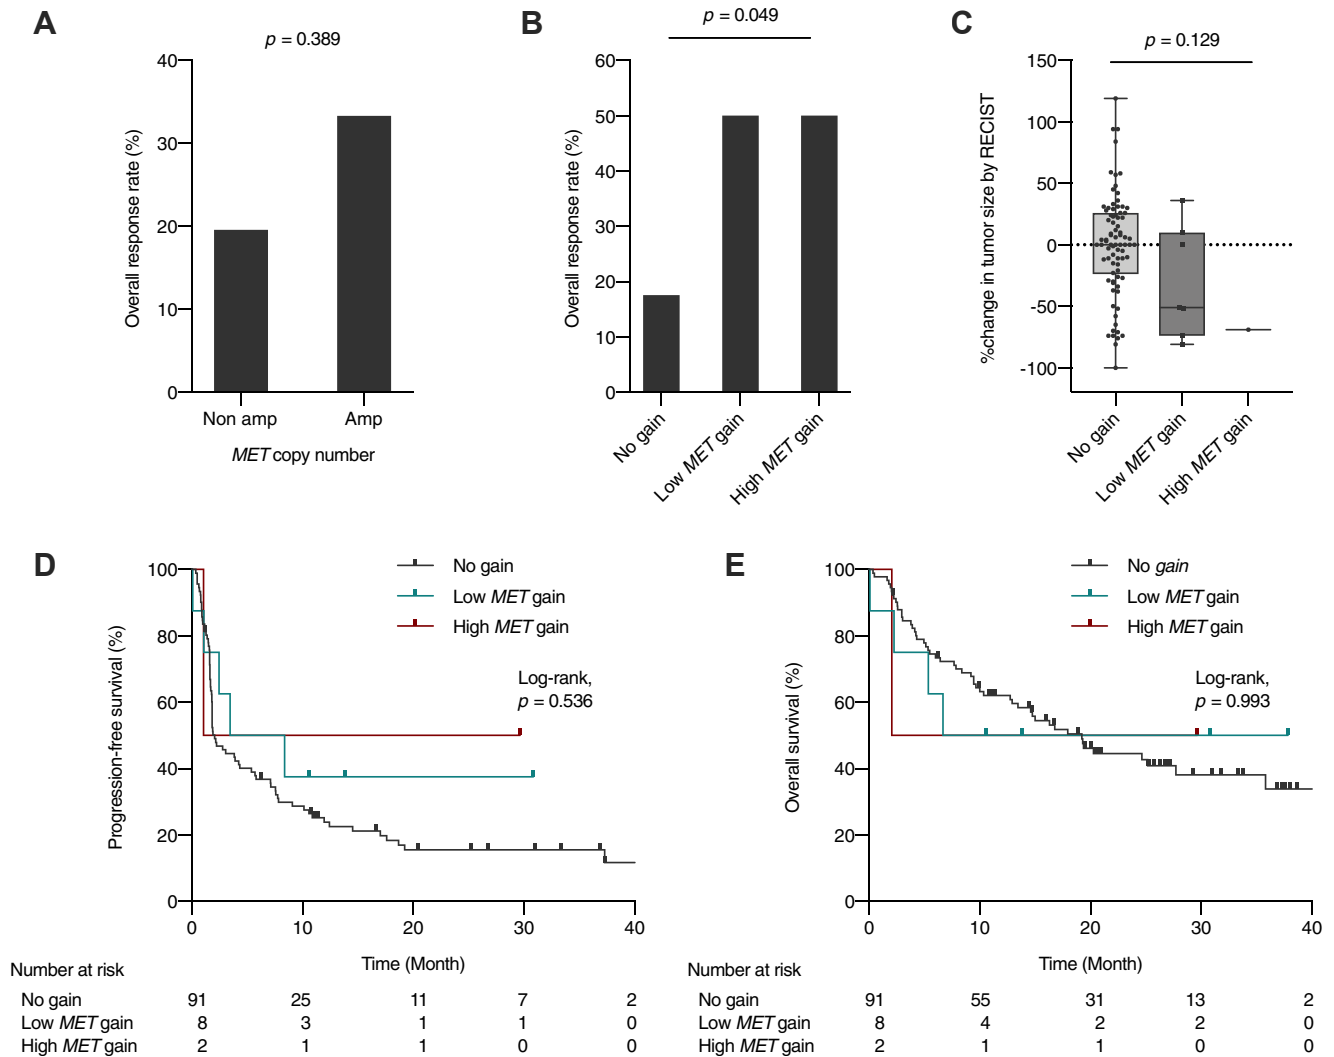 A
p = 0.389
Overall response rate (%)
40
30
20
10
0
Non amp
Amp
MET copy number
B
p = 0.049
Overall response rate (%)
60
50
40
30
20
10
0
No gain
Low MET gain
High MET gain
C
p = 0.129
%change in tumor size by RECIST
150
100
50
0
-50
-100
No gain
Low MET gain
High MET gain
D
Progression-free survival (%)
100
80
60
40
20
0
No gain
Low MET gain
High MET gain
Log-rank,
p = 0.536
0 10 20 30 40
Time (Month)
Number at risk
No gain 91 25 11 7 2
Low MET gain 8 3 1 1 0
High MET gain 2 1 1 0 0
E
Overall survival (%)
100
80
60
40
20
0
No gain
Low MET gain
High MET gain
Log-rank,
p = 0.993
0 10 20 30 40
Time (Month)
Number at risk
No gain 91 55 31 13 2
Low MET gain 8 4 2 2 0
High MET gain 2 1 1 0 0